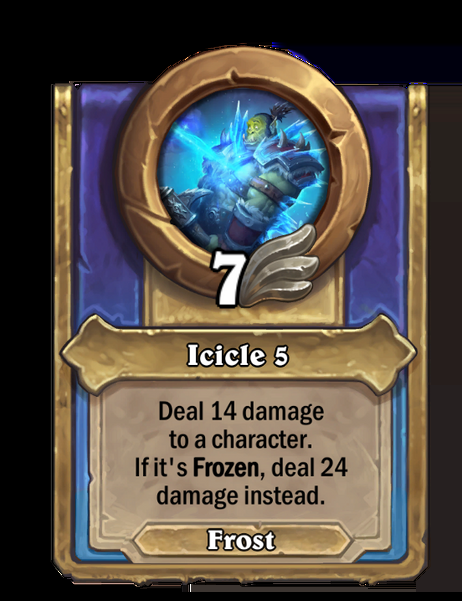 7
Icicle 5
Deal 14 damage
to a character.
If it's Frozen, deal 24
damage instead.
Frost